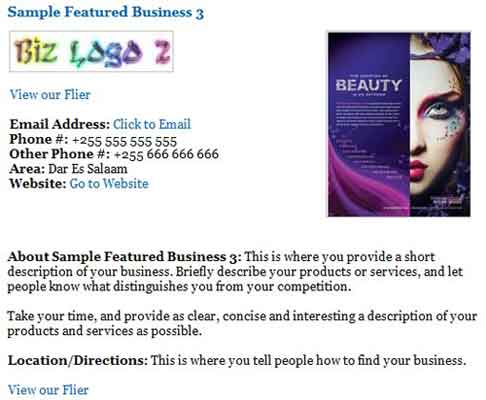 Sample Featured Business 3
Biz Logo 2
View our Flier
BEAUTY
Email Address: Click to Email
Phone #: +255 555 555 555
Other Phone #: +255 666 666 666
Area: Dar Es Salaam
Website: Go to Website
About Sample Featured Business 3: This is where you provide a short
description of your business. Briefly describe your products or services, and let
people know what distinguishes you from your competition.
Take your time, and provide as clear, concise and interesting a description of your
products and services as possible.
Location/Directions: This is where you tell people how to find your business.
View our Flier